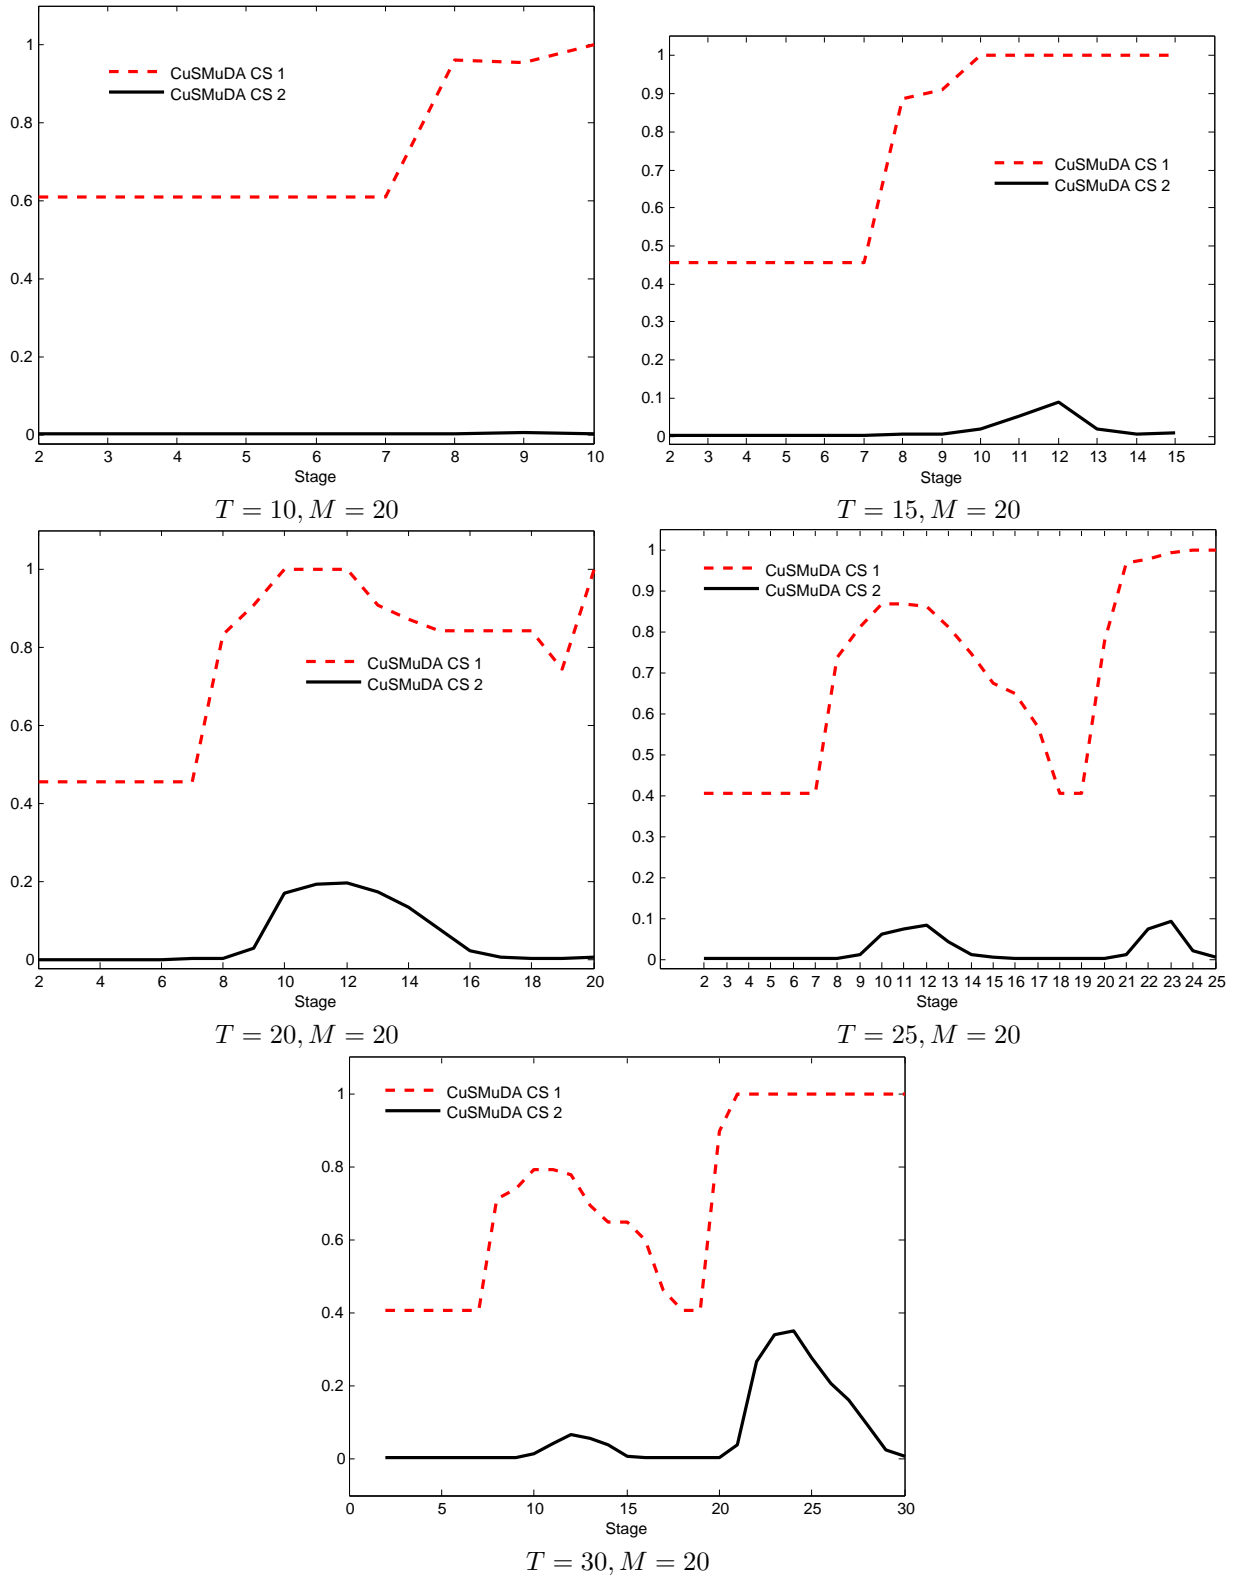 1
0.8
0.6
0.4
0.2
0
CuSMuDA CS 1
CuSMuDA CS 2
2 3 4 5 6 7 8 9 10
Stage
T = 10, M = 20
1
0.9
0.8
0.7
0.6
0.5
0.4
0.3
0.2
0.1
0
CuSMuDA CS 1
CuSMuDA CS 2
2 3 4 5 6 7 8 9 10 11 12 13 14 15
Stage
T = 15, M = 20
1
0.8
0.6
0.4
0.2
0
CuSMuDA CS 1
CuSMuDA CS 2
2 4 6 8 10 12 14 16 18 20
Stage
T = 20, M = 20
1
0.9
0.8
0.7
0.6
0.5
0.4
0.3
0.2
0.1
0
CuSMuDA CS 1
CuSMuDA CS 2
2 3 4 5 6 7 8 9 10 11 12 13 14 15 16 17 18 19 20 21 22 23 24 25
Stage
T = 25, M = 20
1
0.8
0.6
0.4
0.2
0
CuSMuDA CS 1
CuSMuDA CS 2
0 5 10 15 20 25 30
Stage
T = 30, M = 20